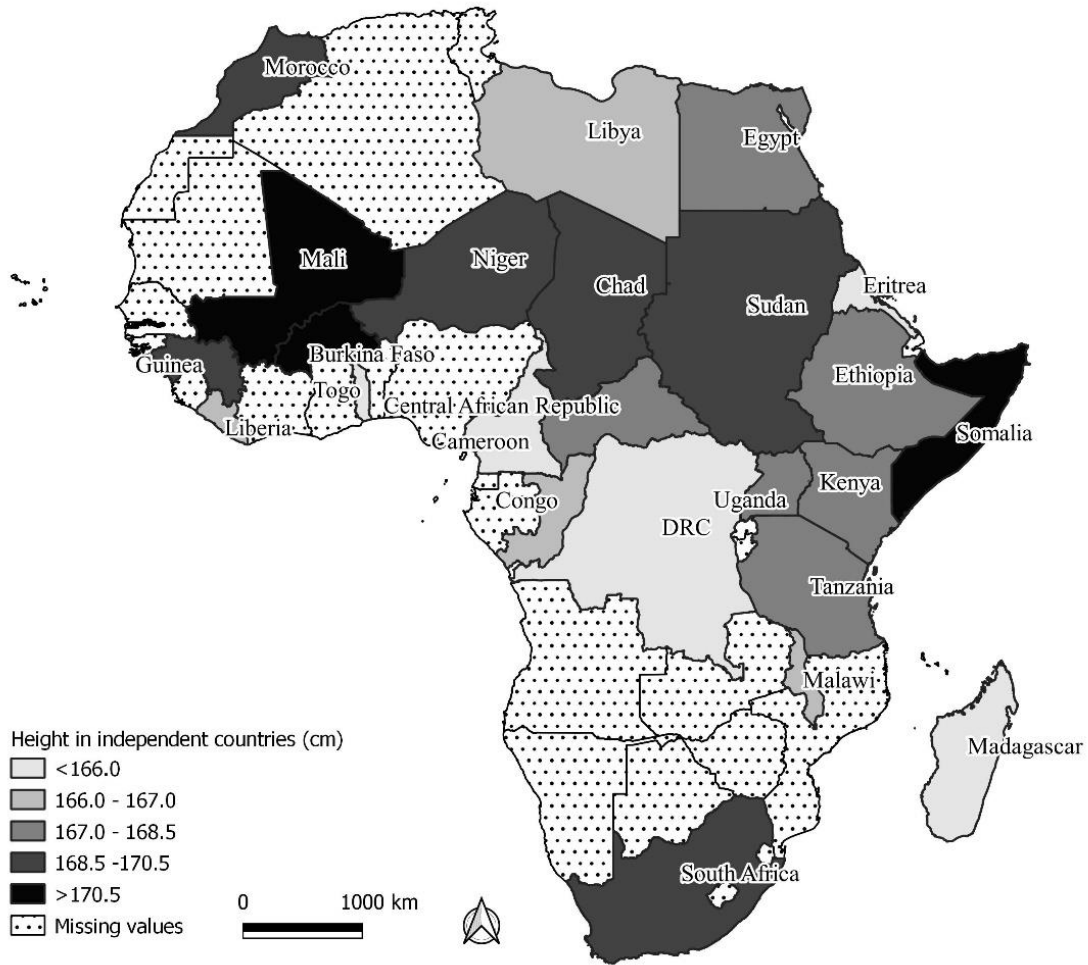 Morocco
Libya
Egypt
Mali
Niger
Chad
Sudan
Eritrea
Guinea
Burkina Faso
Togo
Ethiopia
Central African Republic
Liberia
Cameroon
Somalia
Congo
Uganda
Kenya
DRC
Tanzania
Malawi
Madagascar
South Africa
Height in independent countries (cm)
<166.0
166.0 - 167.0
167.0 - 168.5
168.5 -170.5
>170.5
Missing values
0 1000 km